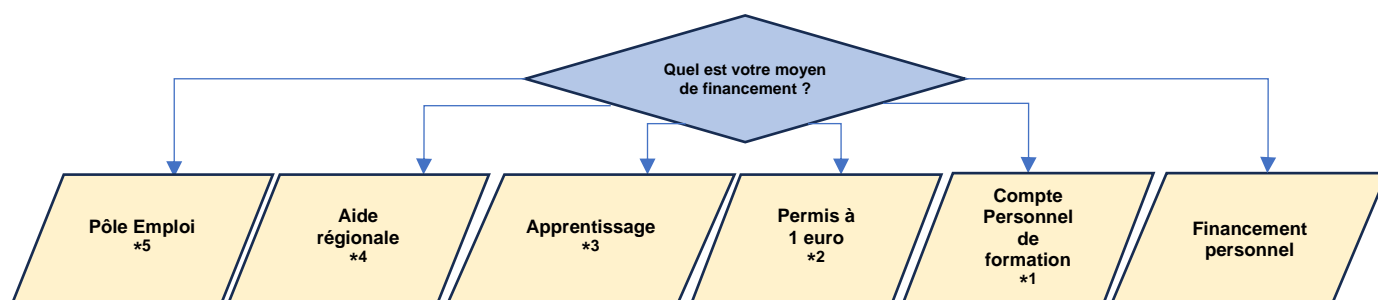 Quel est votre moyen
de financement ?
Pôle Emploi
*5
Aide
régionale
*4
Apprentissage
*3
Permis à
1 euro
*2
Compte
Personnel
de
formation
*1
Financement
personnel